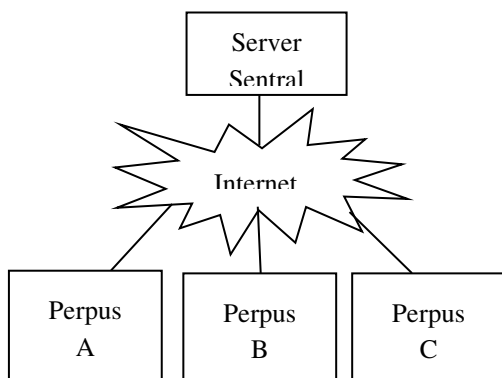 Server
Sentral
Internet
Perpus
A
Perpus
B
Perpus
C